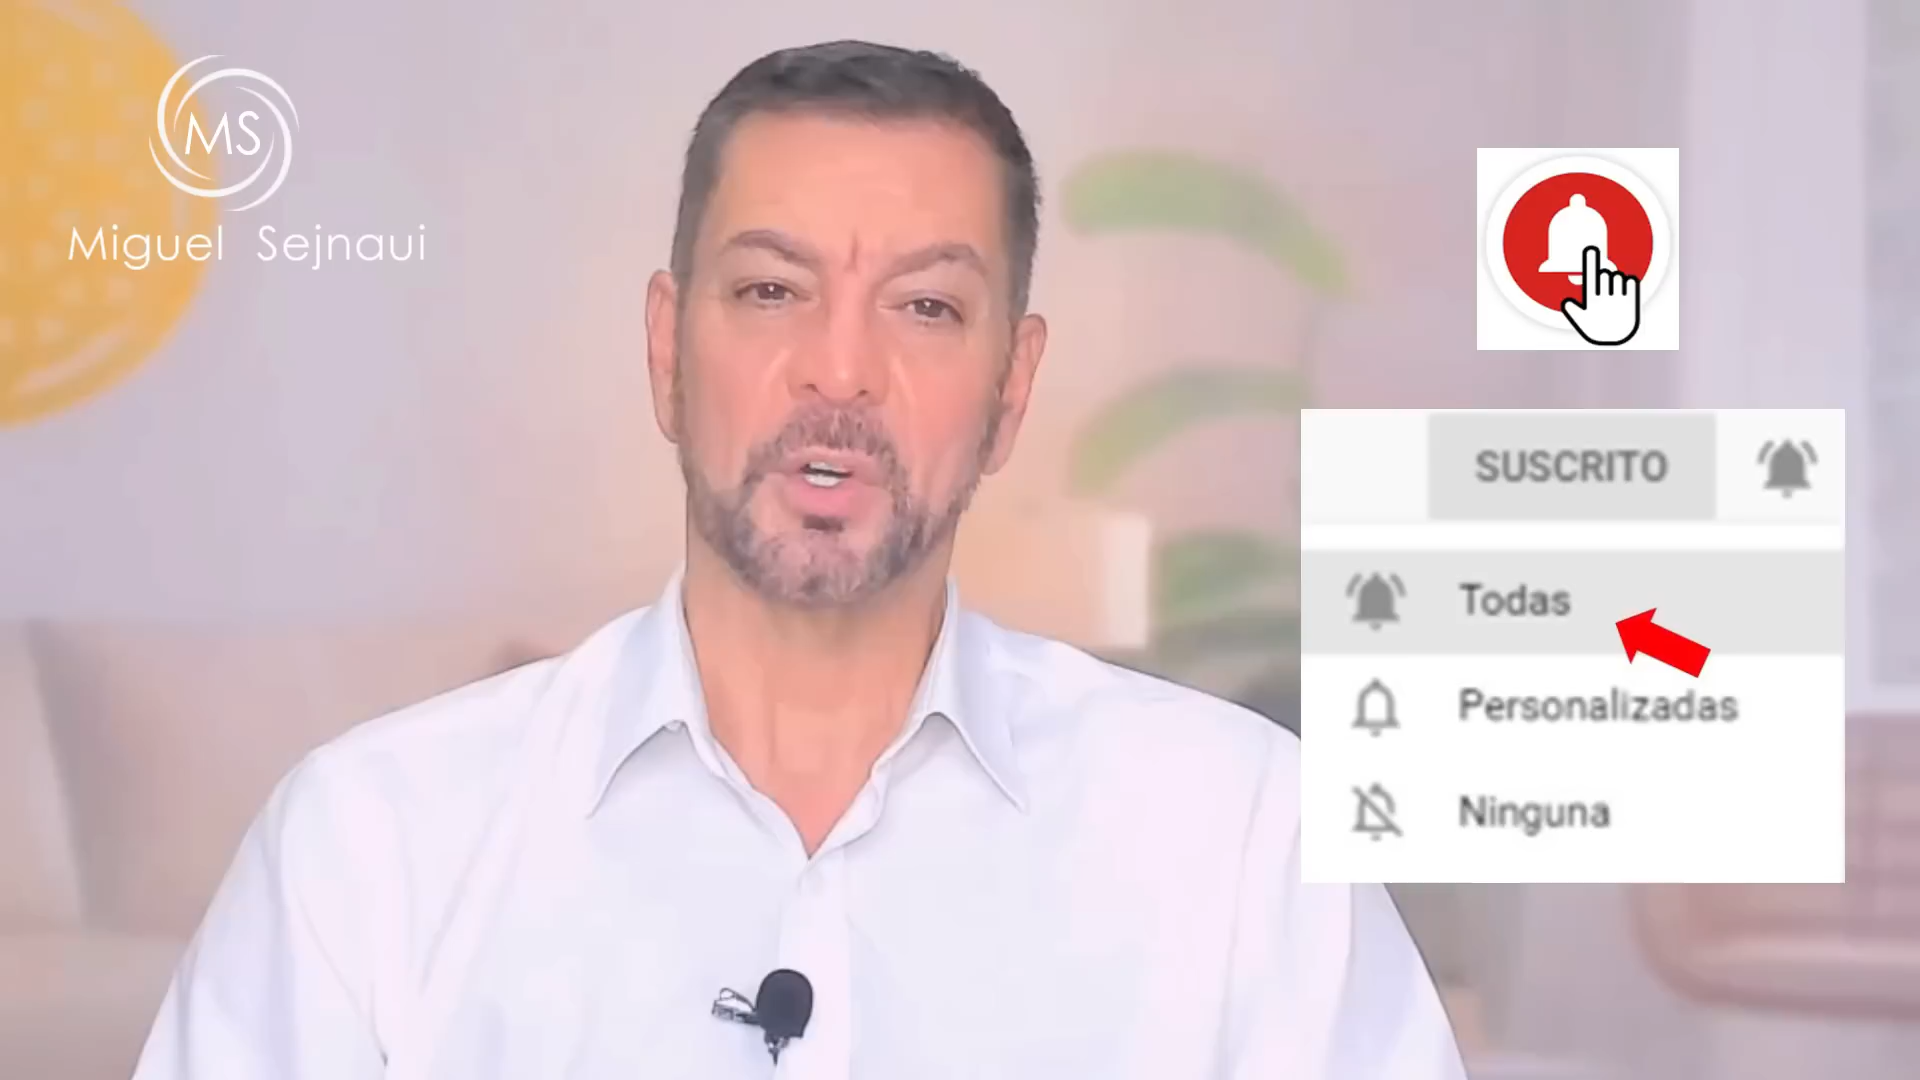 MS
Miguel Sejnaui
SUSCRITO
Todas
Personalizadas
Ninguna